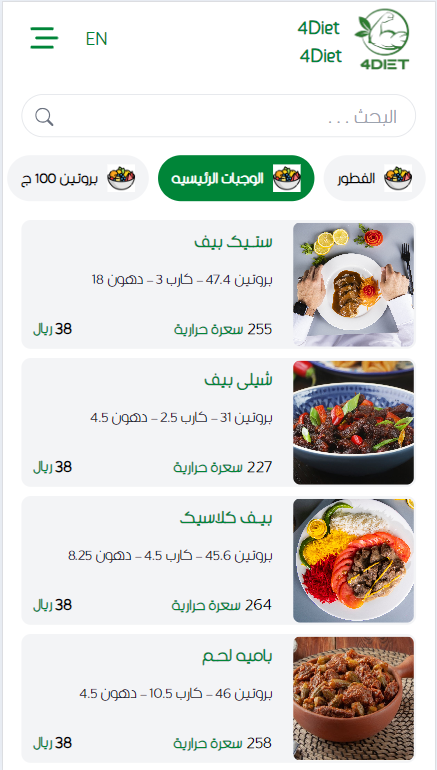 4Diet
4Diet
4DIET
EN
البحث . . .
الفطور
الوجبات الرئيسيه
بروتين 100 ج
ستيك بيف
بروتين 47.4 - كارب 3 - دهون 18
255 سعرة حرارية
38 ريال
شيلي بيف
بروتين 31 - كارب 2.5 - دهون 4.5
227 سعرة حرارية
38 ريال
بيف كلاسيك
بروتين 45.6 - كارب 4.5 - دهون 8.25
264 سعرة حرارية
38 ريال
باميه لحم
بروتين 46 - كارب 10.5 - دهون 4.5
258 سعرة حرارية
38 ريال